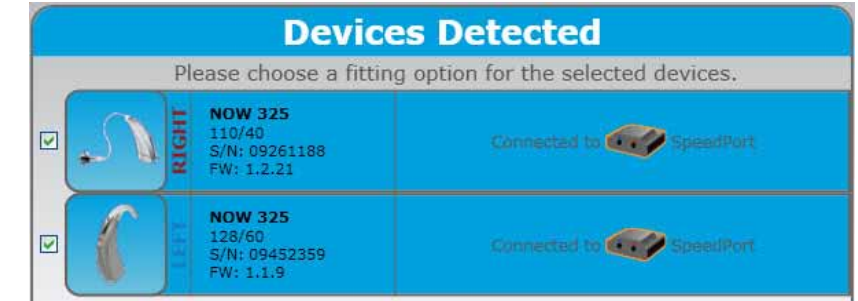 Devices Detected
Please choose a fitting option for the selected devices.
RIGHT
NOW 325
110/40
S/N: 09261188
FW: 1.2.21
Connected to SpeedPort
LEFT
NOW 325
128/60
S/N: 09452359
FW: 1.1.9
Connected to SpeedPort